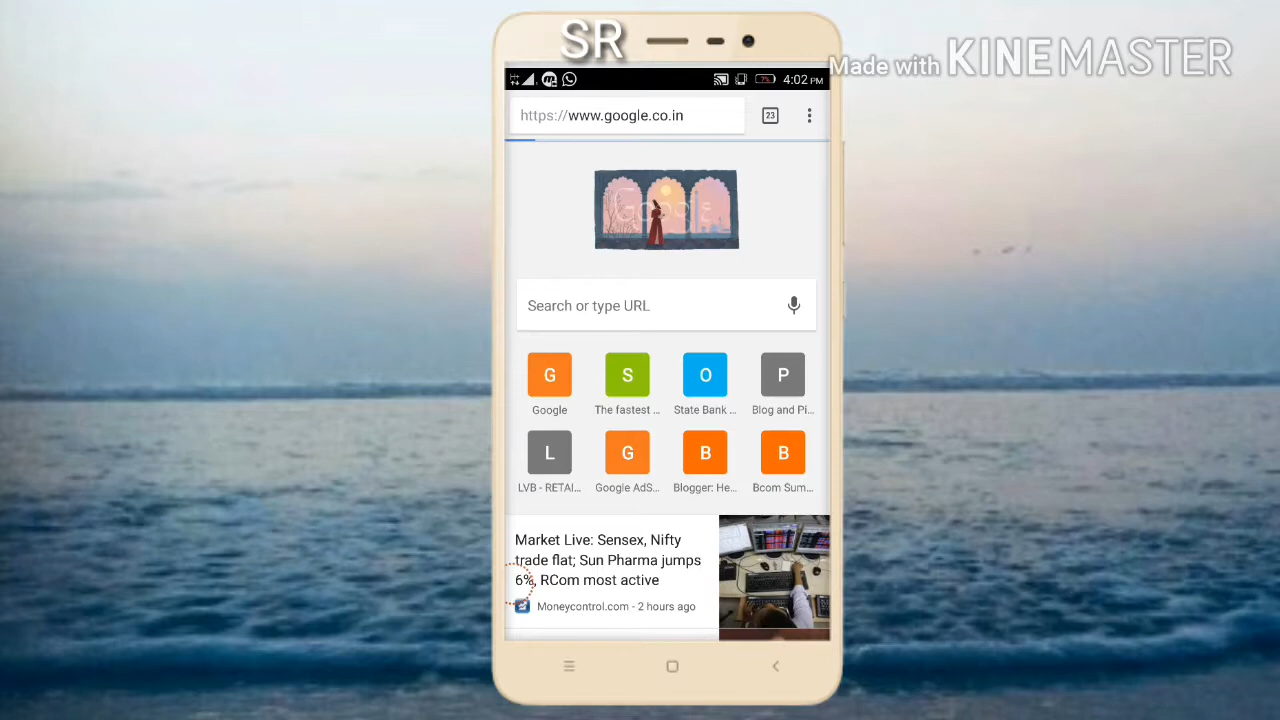 SR
Made with KINEMASTER
7% 4:02 PM
https://www.google.co.in 23
Google
Search or type URL
G S O P
Google The fastest ... State Bank ... Blog and Pi...
L G B B
LVB - RETAI... Google AdS... Blogger: He... Bcom Sum...
Market Live: Sensex, Nifty
trade flat; Sun Pharma jumps
6%, RCom most active
Moneycontrol.com - 2 hours ago